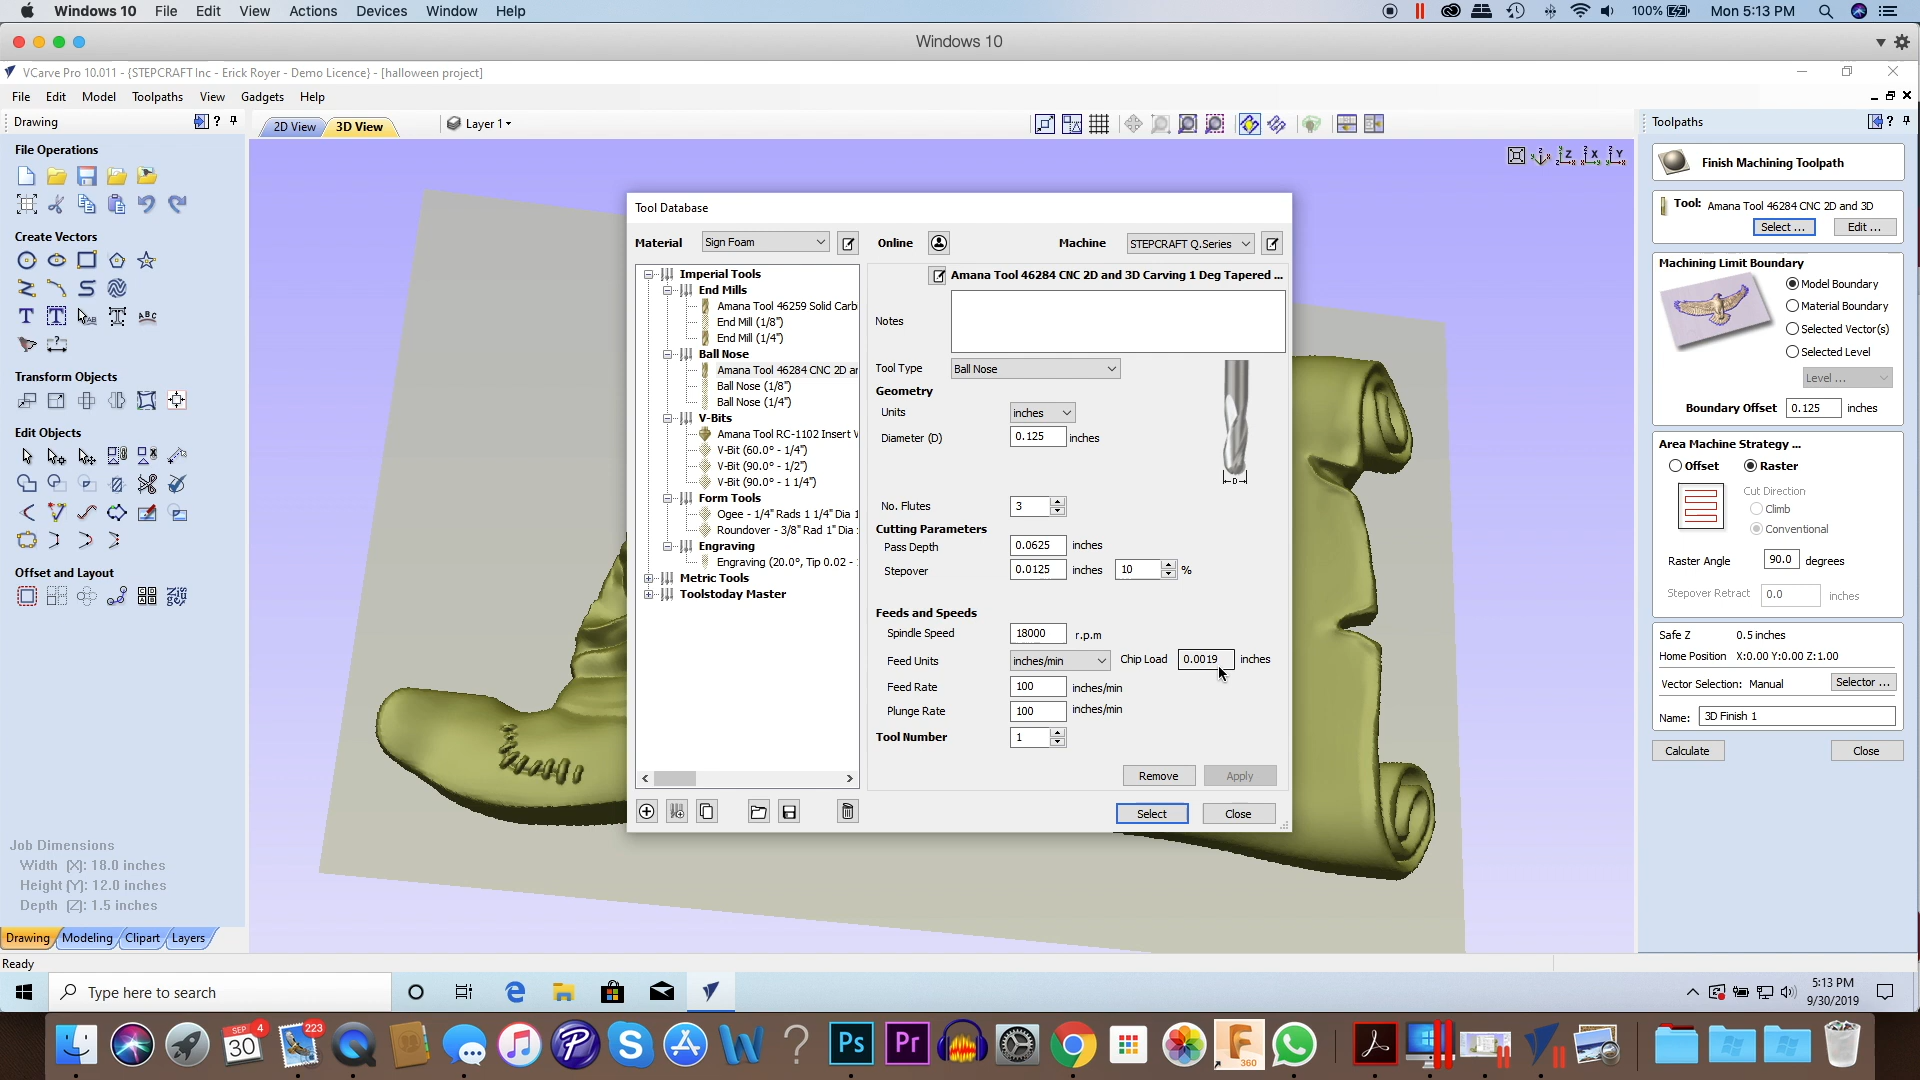 Windows 10 File Edit View Actions Devices Window Help 100% Mon 5:13 PM
Windows 10
VCarve Pro 10.011 - {STEPCRAFT Inc - Erick Royer - Demo Licence} - [halloween project]
File Edit Model Toolpaths View Gadgets Help
Drawing
2D View 3D View Layer 1
Toolpaths
File Operations
Create Vectors
Transform Objects
Edit Objects
Offset and Layout
Job Dimensions
Width (X): 18.0 inches
Height (Y): 12.0 inches
Depth (Z): 1.5 inches
Drawing Modeling Clipart Layers
Ready
Tool Database
Material Sign Foam Online Machine STEPCRAFT Q.Series
Imperial Tools
End Mills
Amana Tool 46259 Solid Carb
End Mill (1/8")
End Mill (1/4")
Ball Nose
Amana Tool 46284 CNC 2D ar
Ball Nose (1/8")
Ball Nose (1/4")
V-Bits
Amana Tool RC-1102 Insert V
V-Bit (60.0° - 1/4")
V-Bit (90.0° - 1/2")
V-Bit (90.0° - 1 1/4")
Form Tools
Ogee - 1/4" Rads 1 1/4" Dia 1
Roundover - 3/8" Rad 1" Dia
Engraving
Engraving (20.0°, Tip 0.02 -
Metric Tools
Toolstoday Master
Amana Tool 46284 CNC 2D and 3D Carving 1 Deg Tapered ...
Notes
Tool Type Ball Nose
Geometry
Units inches
Diameter (D) 0.125 inches
D
No. Flutes 3
Cutting Parameters
Pass Depth 0.0625 inches
Stepover 0.0125 inches 10 %
Feeds and Speeds
Spindle Speed 18000 r.p.m
Feed Units inches/min Chip Load 0.0019 inches
Feed Rate 100 inches/min
Plunge Rate 100 inches/min
Tool Number 1
Remove Apply
Select Close
Finish Machining Toolpath
Tool: Amana Tool 46284 CNC 2D and 3D
Select ... Edit ...
Machining Limit Boundary
Model Boundary
Material Boundary
Selected Vector(s)
Selected Level
Level ...
Boundary Offset 0.125 inches
Area Machine Strategy ...
Offset Raster
Cut Direction
Climb
Conventional
Raster Angle 90.0 degrees
Stepover Retract 0.0 inches
Safe Z 0.5 inches
Home Position X:0.00 Y:0.00 Z:1.00
Vector Selection: Manual Selector ...
Name: 3D Finish 1
Calculate Close
Type here to search
5:13 PM
9/30/2019
SEP 4
30
223
Ps
Pr
360